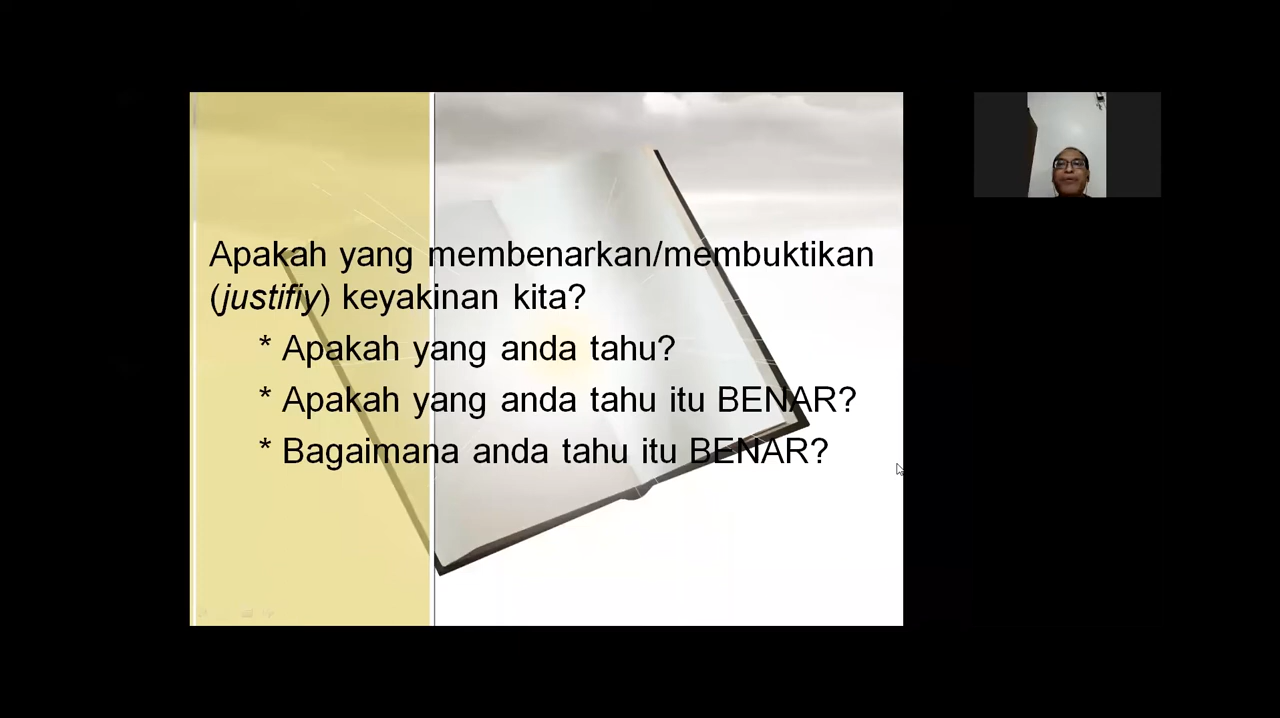 Apakah yang membenarkan/membuktikan
(justifiy) keyakinan kita?
* Apakah yang anda tahu?
* Apakah yang anda tahu itu BENAR?
* Bagaimana anda tahu itu BENAR?